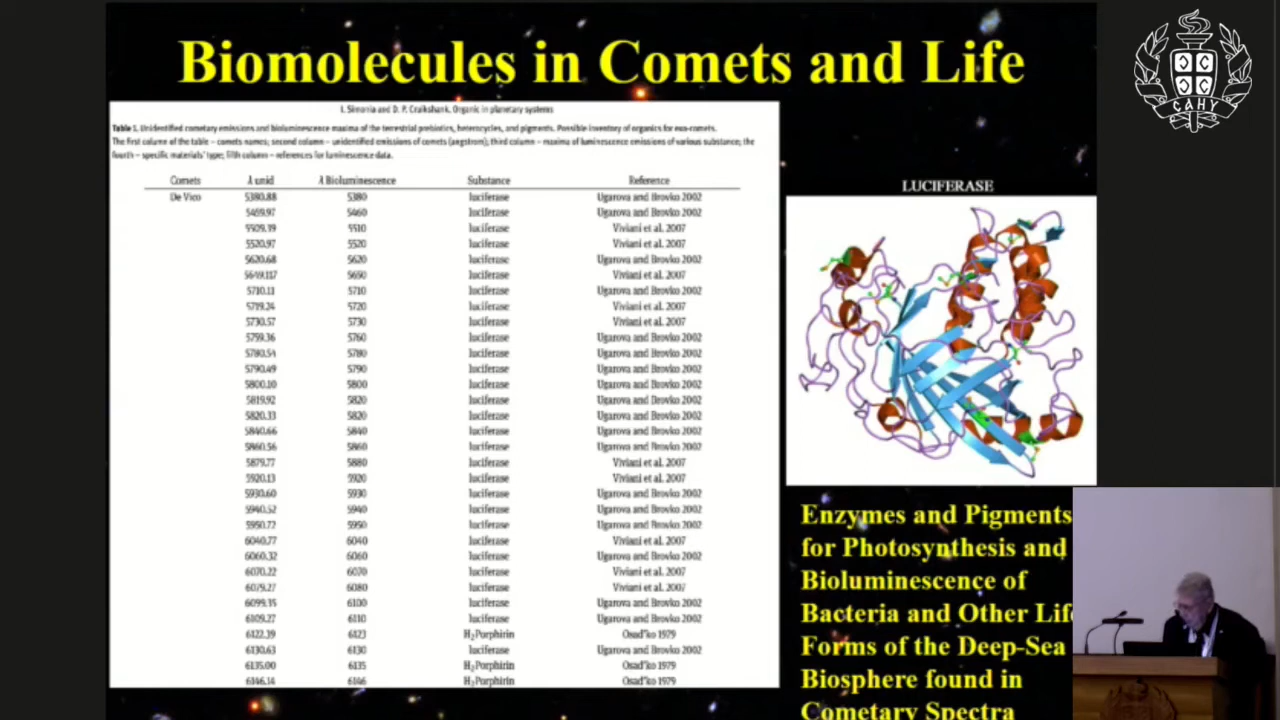 Biomolecules in Comets and Life
I. Simonia and D. P. Cruikshank, Organic in planetary systems
Table 1. Unidentified cometary emissions and bioluminescence maxima of the terrestrial prebiotics, heterocycles, and pigments. Possible inventory of organics for exo-comets.
The first column of the table – comets names; second column – unidentified emissions of comets (angstrom); third column – maxima of luminescence emissions of various substance; the
fourth – specific materials' type; fifth column – references for luminescence data.
Comets λ unid λ Bioluminescence Substance Reference
De Vico 5380.88 5380 luciferase Ugarova and Brovko 2002
5459.97 5460 luciferase Ugarova and Brovko 2002
5509.39 5510 luciferase Viviani et al. 2007
5520.97 5520 luciferase Viviani et al. 2007
5620.68 5620 luciferase Ugarova and Brovko 2002
5649.117 5650 luciferase Viviani et al. 2007
5710.11 5710 luciferase Ugarova and Brovko 2002
5719.24 5720 luciferase Viviani et al. 2007
5730.57 5730 luciferase Viviani et al. 2007
5759.36 5760 luciferase Ugarova and Brovko 2002
5780.54 5780 luciferase Ugarova and Brovko 2002
5790.49 5790 luciferase Ugarova and Brovko 2002
5800.10 5800 luciferase Ugarova and Brovko 2002
5819.92 5820 luciferase Ugarova and Brovko 2002
5820.33 5820 luciferase Ugarova and Brovko 2002
5840.66 5840 luciferase Ugarova and Brovko 2002
5860.56 5860 luciferase Ugarova and Brovko 2002
5879.77 5880 luciferase Viviani et al. 2007
5920.13 5920 luciferase Viviani et al. 2007
5930.60 5930 luciferase Ugarova and Brovko 2002
5940.52 5940 luciferase Ugarova and Brovko 2002
5950.72 5950 luciferase Ugarova and Brovko 2002
6040.77 6040 luciferase Viviani et al. 2007
6060.32 6060 luciferase Ugarova and Brovko 2002
6070.22 6070 luciferase Viviani et al. 2007
6079.27 6080 luciferase Viviani et al. 2007
6099.35 6100 luciferase Ugarova and Brovko 2002
6109.27 6110 luciferase Ugarova and Brovko 2002
6122.39 6123 H₂Porphirin Osad'ko 1979
6130.63 6130 luciferase Ugarova and Brovko 2002
6135.00 6135 H₂Porphirin Osad'ko 1979
6146.14 6146 H₂Porphirin Osad'ko 1979
LUCIFERASE
Enzymes and Pigments
for Photosynthesis and
Bioluminescence of
Bacteria and Other Lif
Forms of the Deep-Sea
Biosphere found in
Cometary Spectra
CAHY